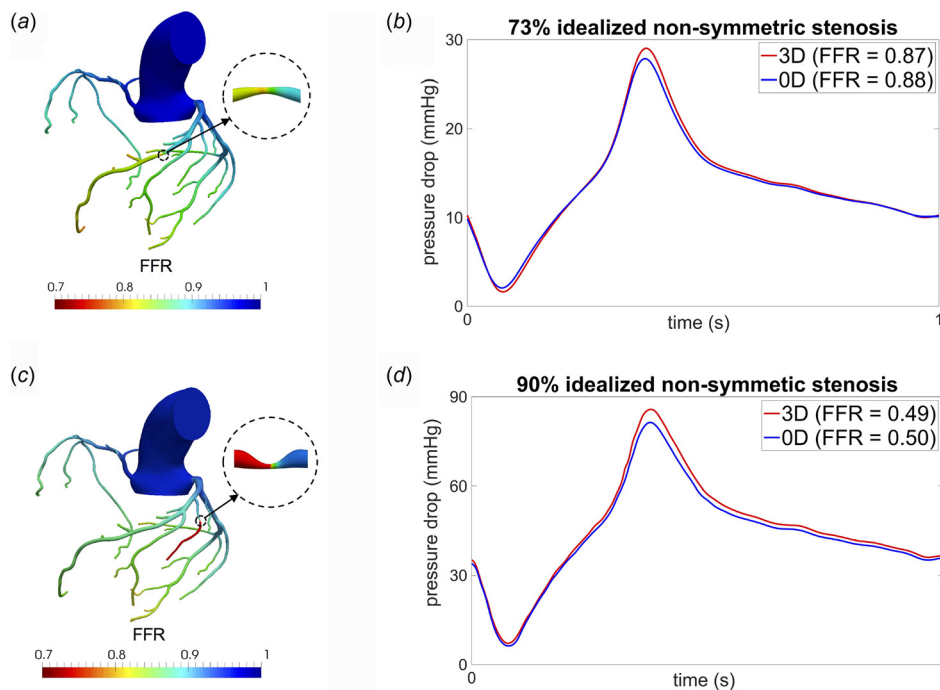 (a)
FFR
0.7 0.8 0.9 1
(b)
73% idealized non-symmetric stenosis
3D (FFR = 0.87)
0D (FFR = 0.88)
pressure drop (mmHg)
30
20
10
0
0 1
time (s)
(c)
FFR
0.7 0.8 0.9 1
(d)
90% idealized non-symmetic stenosis
3D (FFR = 0.49)
0D (FFR = 0.50)
pressure drop (mmHg)
90
60
30
0
0
time (s)